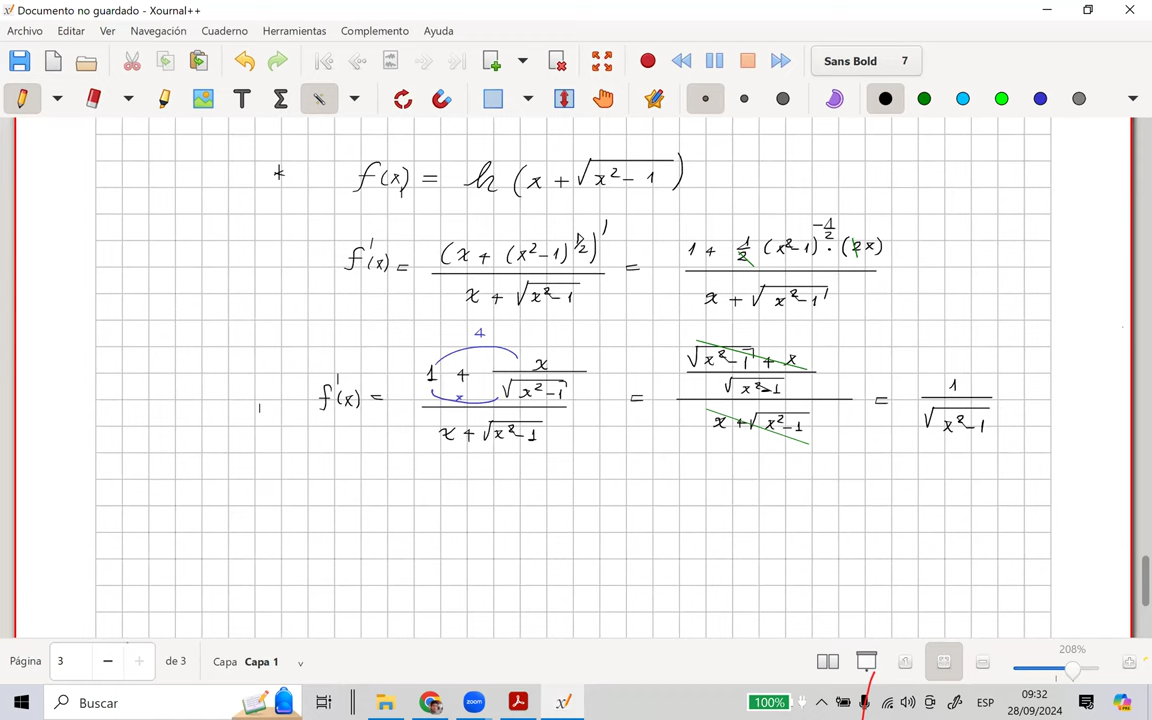 Documento no guardado - Xournal++
Archivo Editar Ver Navegación Cuaderno Herramientas Complemento Ayuda
Sans Bold 7
* f(x) = ln (x + √(x² - 1))
f'(x) = ((x + (x² - 1)^(1/2))' / (x + √(x² - 1)) = (1 + 1/2 (x² - 1)^(-1/2) · (2x)) / (x + √(x² - 1))
4
f'(x) = (1 + x/√(x² - 1)) / (x + √(x² - 1)) = ((√(x² - 1) + x)/√(x² - 1)) / (x + √(x² - 1)) = 1/√(x² - 1)
Página 3 de 3 Capa Capa 1 208%
Buscar 100% ESP 09:32
28/09/2024